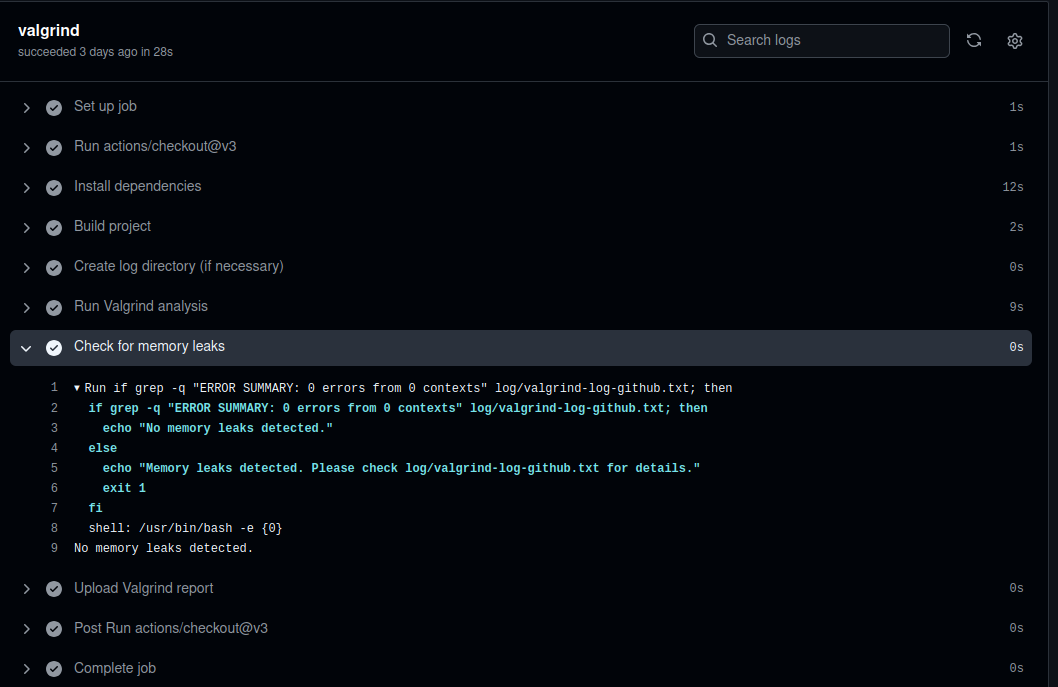 valgrind
succeeded 3 days ago in 28s
Search logs
Set up job 1s
Run actions/checkout@v3 1s
Install dependencies 12s
Build project 2s
Create log directory (if necessary) 0s
Run Valgrind analysis 9s
Check for memory leaks 0s
1 ▼ Run if grep -q "ERROR SUMMARY: 0 errors from 0 contexts" log/valgrind-log-github.txt; then
2 if grep -q "ERROR SUMMARY: 0 errors from 0 contexts" log/valgrind-log-github.txt; then
3 echo "No memory leaks detected."
4 else
5 echo "Memory leaks detected. Please check log/valgrind-log-github.txt for details."
6 exit 1
7 fi
8 shell: /usr/bin/bash -e {0}
9 No memory leaks detected.
Upload Valgrind report 0s
Post Run actions/checkout@v3 0s
Complete job 0s